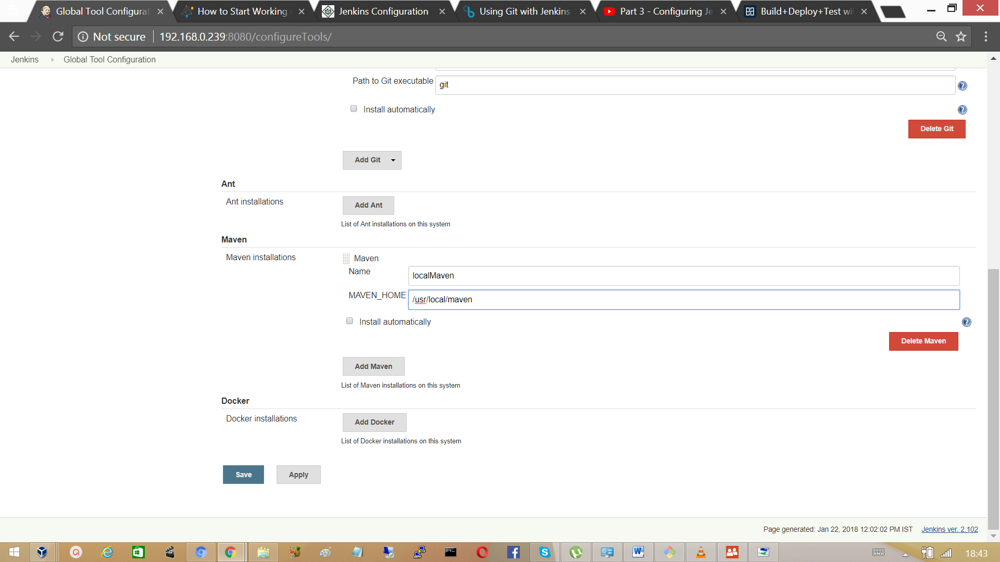 Global Tool Configurat
How to Start Working
Jenkins Configuration
Using Git with Jenkins
Part 3 - Configuring Je
Build+Deploy+Test wi
Not secure
192.168.0.239:8080/configureTools/
Jenkins
Global Tool Configuration
Path to Git executable
git
Install automatically
Delete Git
Add Git
Ant
Ant installations
Add Ant
List of Ant installations on this system
Maven
Maven installations
Maven
Name
localMaven
MAVEN_HOME
/usr/local/maven
Install automatically
Delete Maven
Add Maven
List of Maven installations on this system
Docker
Docker installations
Add Docker
List of Docker installations on this system
Save
Apply
Page generated: Jan 22, 2018 12:02:02 PM IST
Jenkins ver. 2.102
18:43